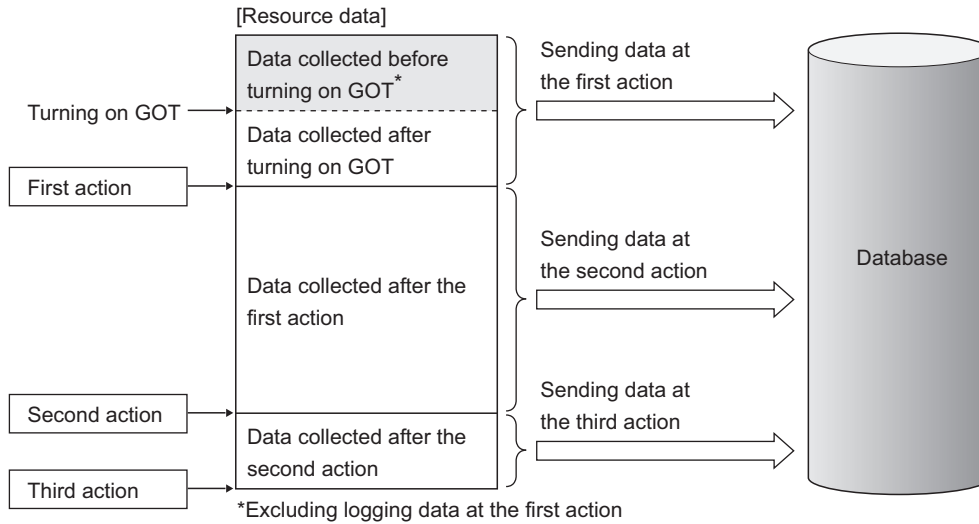 [Resource data]
Data collected before
turning on GOT*
Turning on GOT
Data collected after
turning on GOT
First action
Data collected after the
first action
Second action
Data collected after the
second action
Third action
*Excluding logging data at the first action
Sending data at
the first action
Sending data at
the second action
Sending data at
the third action
Database